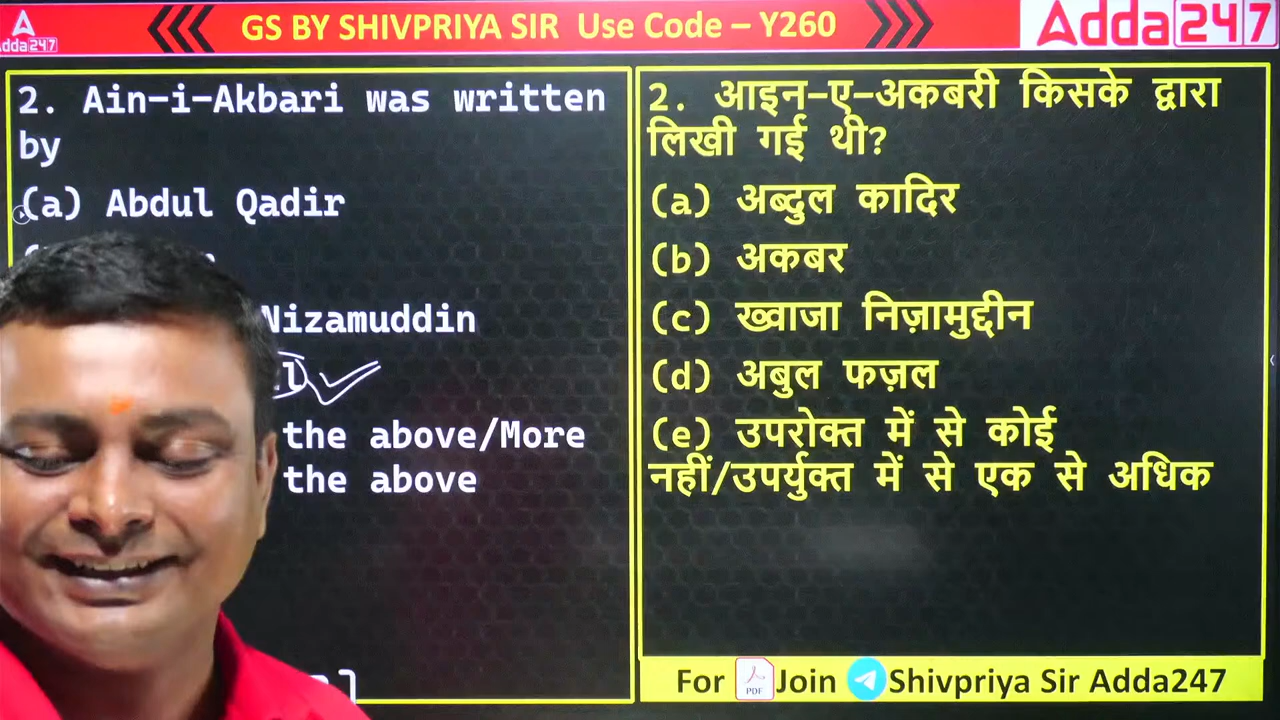 GS BY SHIVPRIYA SIR Use Code – Y260
Adda247
Adda247
2. Ain-i-Akbari was written
by
(a) Abdul Qadir
Nizamuddin
the above/More
the above
2. आइन-ए-अकबरी किसके द्वारा
लिखी गई थी?
(a) अब्दुल कादिर
(b) अकबर
(c) ख्वाजा निज़ामुद्दीन
(d) अबुल फज़ल
(e) उपरोक्त में से कोई
नहीं/उपर्युक्त में से एक से अधिक
For PDF Join Shivpriya Sir Adda247